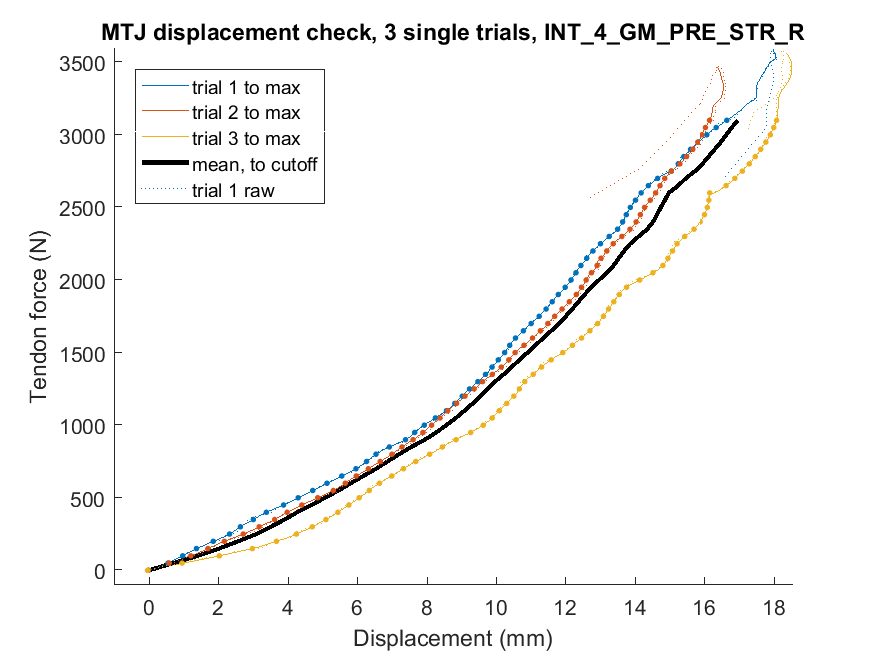 MTJ displacement check, 3 single trials, INT_4_GM_PRE_STR_R
3500
3000
2500
2000
1500
1000
500
0
Tendon force (N)
trial 1 to max
trial 2 to max
trial 3 to max
mean, to cutoff
trial 1 raw
0 2 4 6 8 10 12 14 16 18
Displacement (mm)